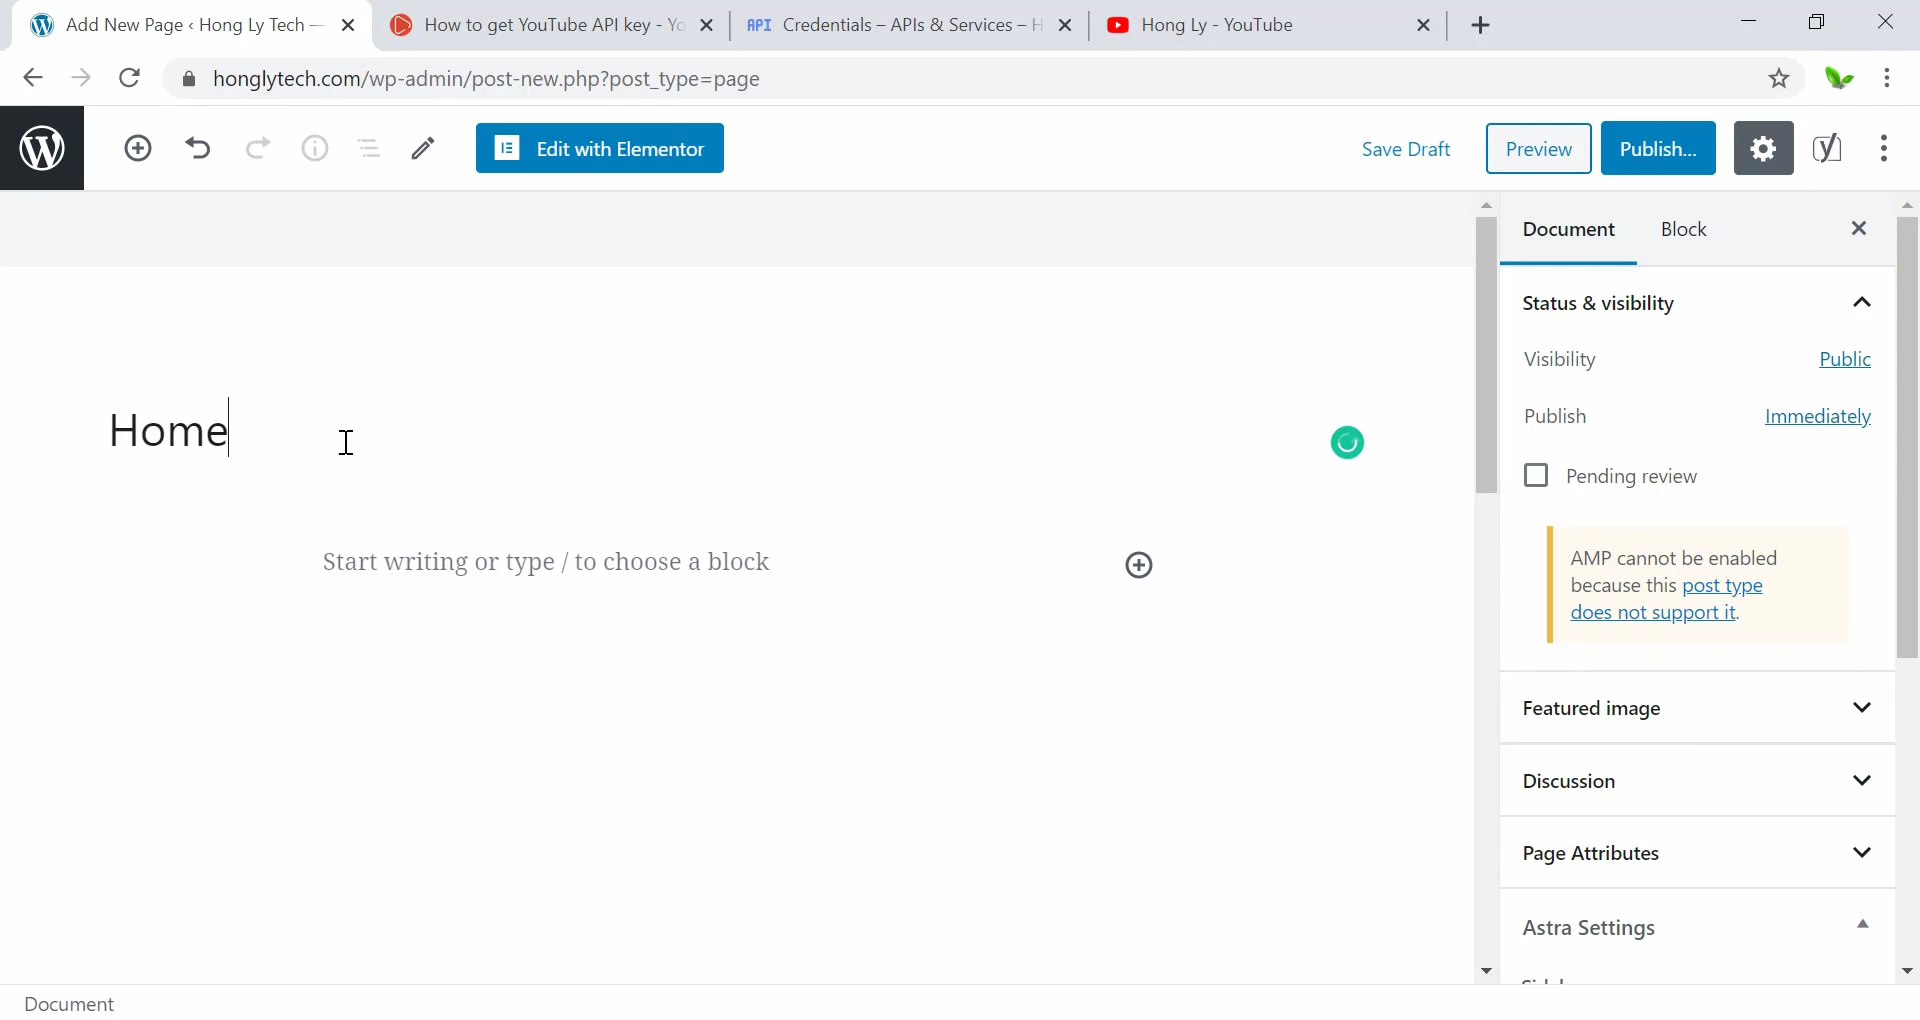 Add New Page ‹ Hong Ly Tech —
How to get YouTube API key - Yo
API Credentials – APIs & Services – H
Hong Ly - YouTube
honglytech.com/wp-admin/post-new.php?post_type=page
Edit with Elementor
Save Draft
Preview
Publish...
Document
Block
Status & visibility
Visibility
Public
Publish
Immediately
Pending review
AMP cannot be enabled
because this post type
does not support it.
Home
Start writing or type / to choose a block
Featured image
Discussion
Page Attributes
Astra Settings
Document